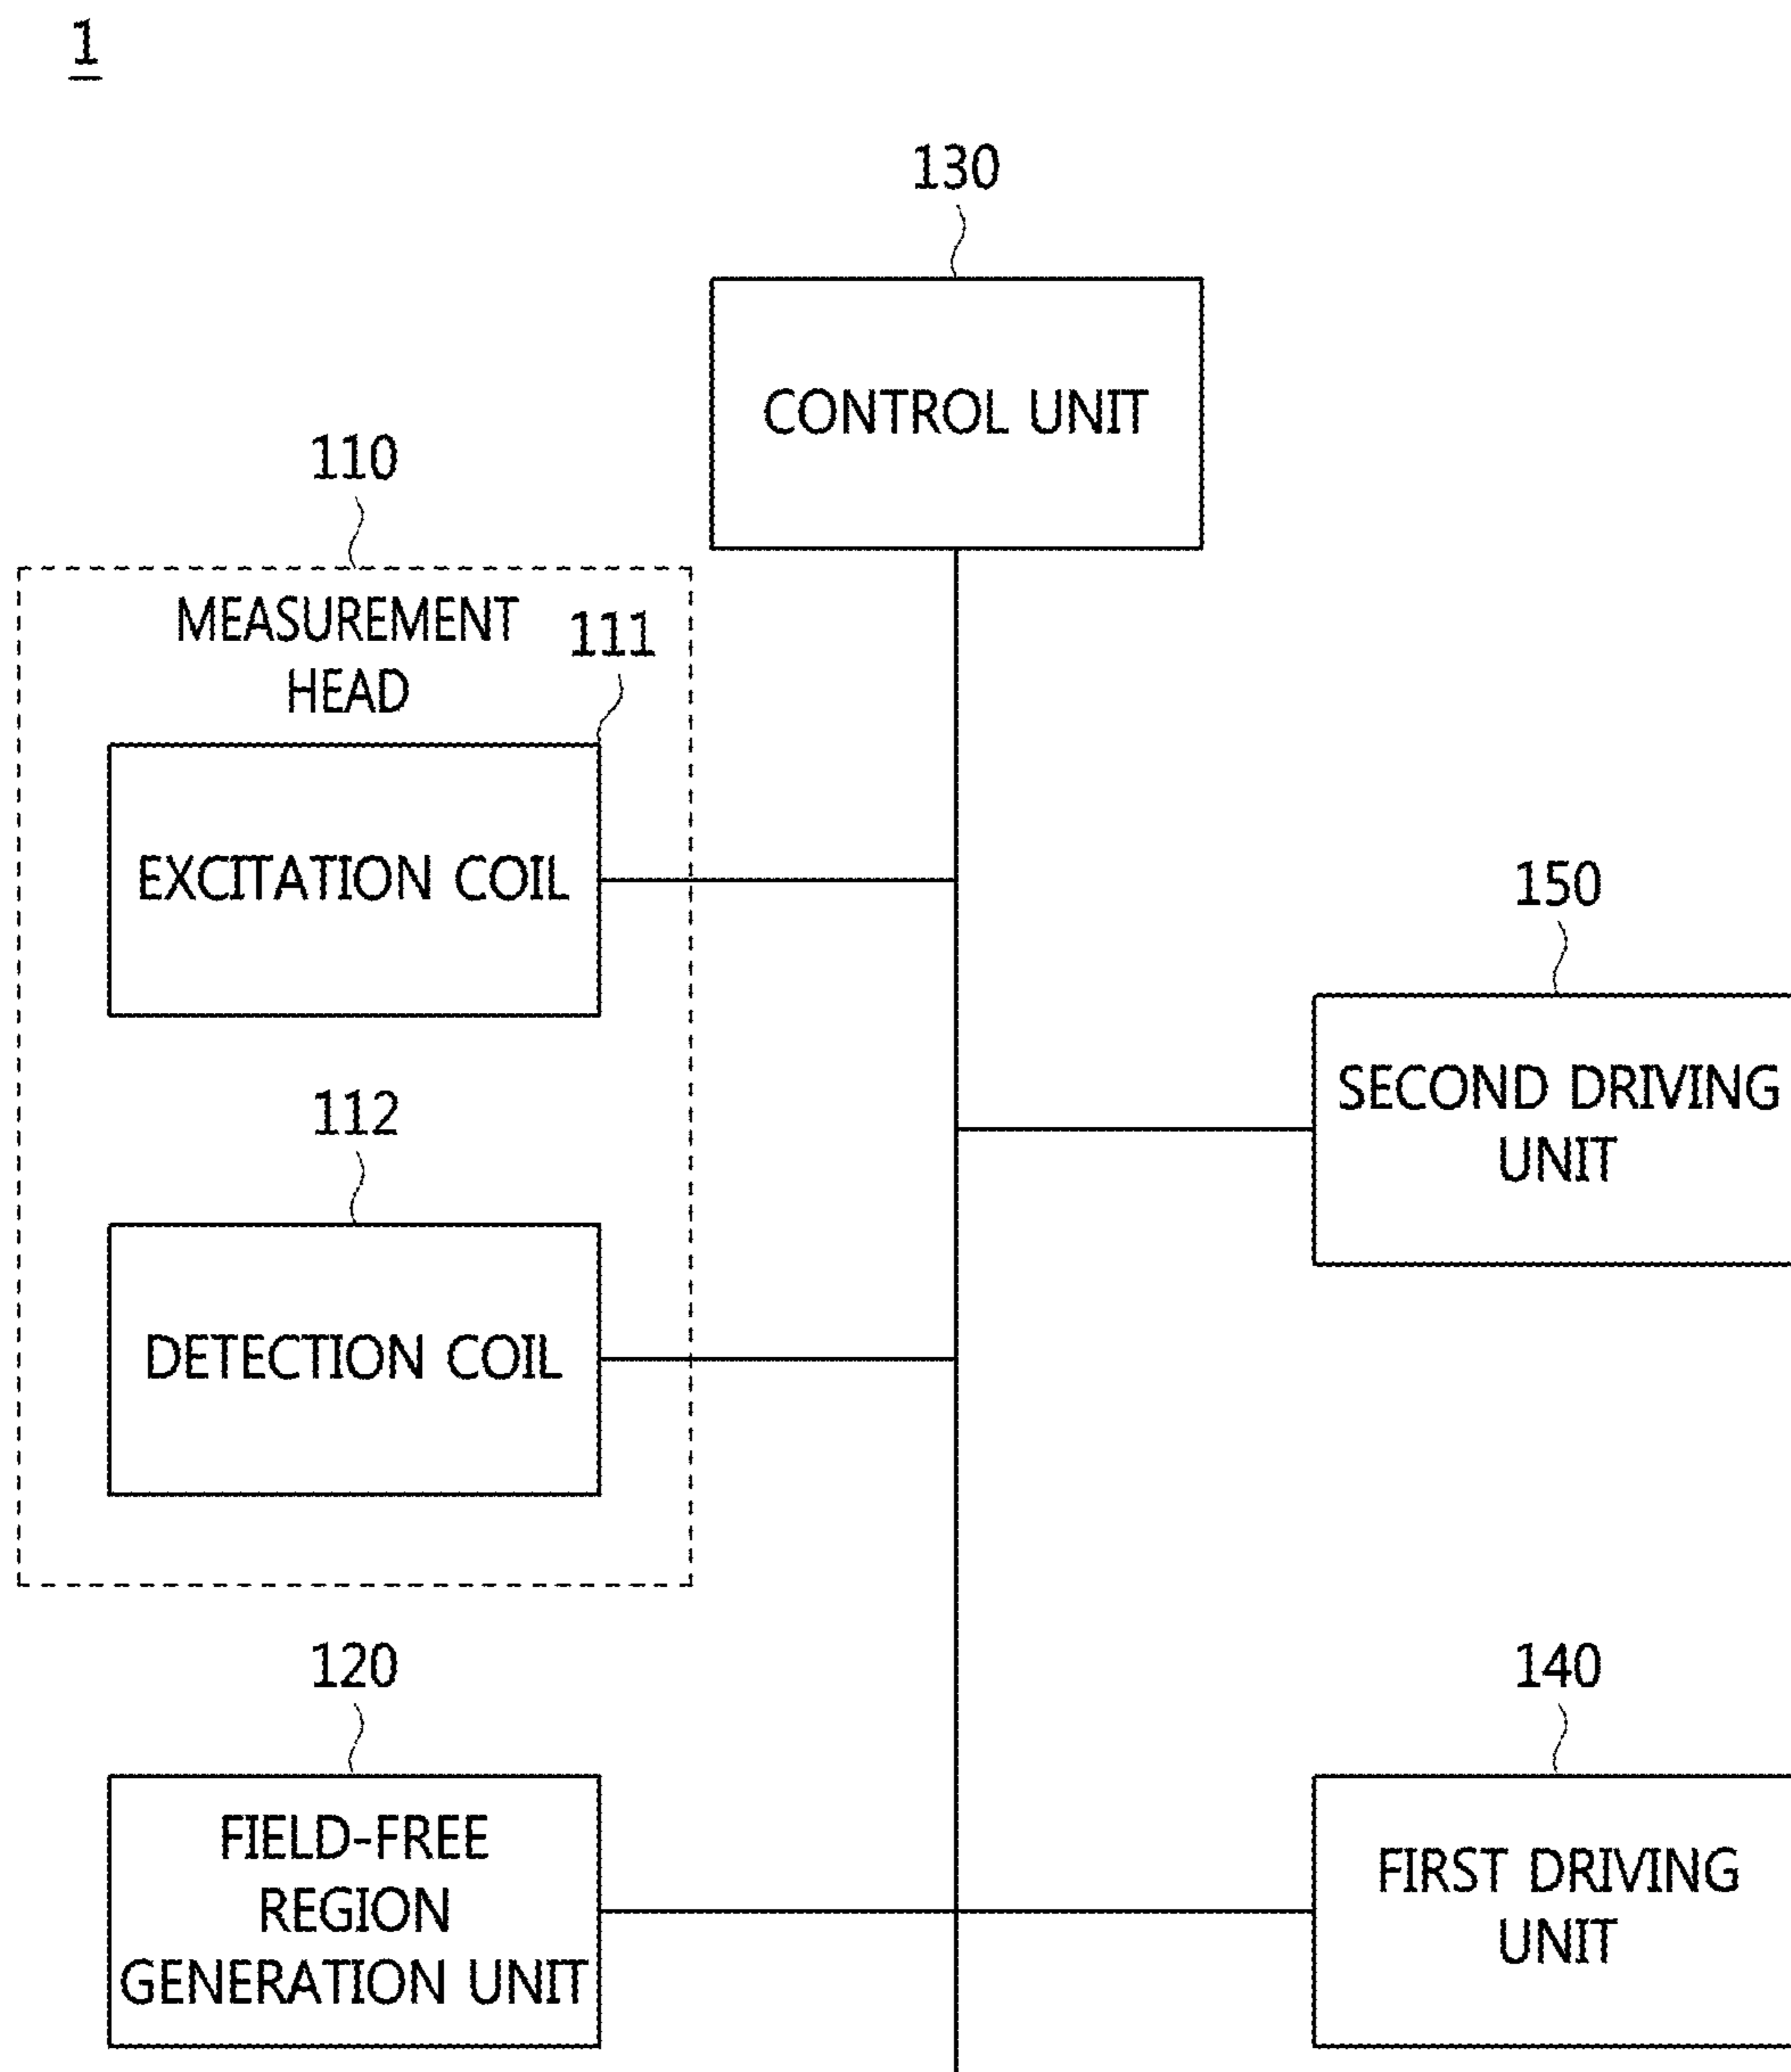 1
130
CONTROL UNIT
110
MEASUREMENT
HEAD
111
EXCITATION COIL
150
SECOND DRIVING
UNIT
112
DETECTION COIL
120
FIELD-FREE
REGION
GENERATION UNIT
140
FIRST DRIVING
UNIT